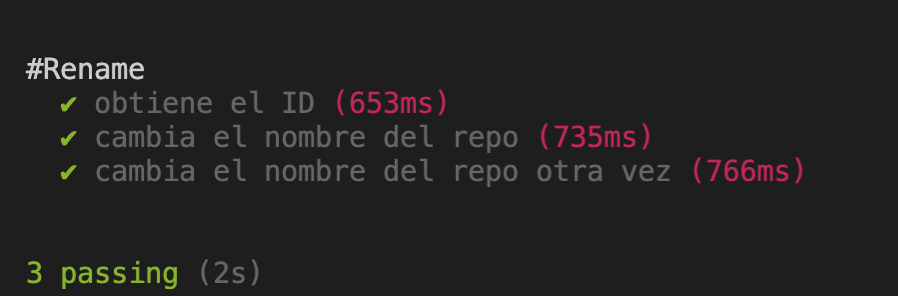 #Rename
✔ obtiene el ID (653ms)
✔ cambia el nombre del repo (735ms)
✔ cambia el nombre del repo otra vez (766ms)
3 passing (2s)